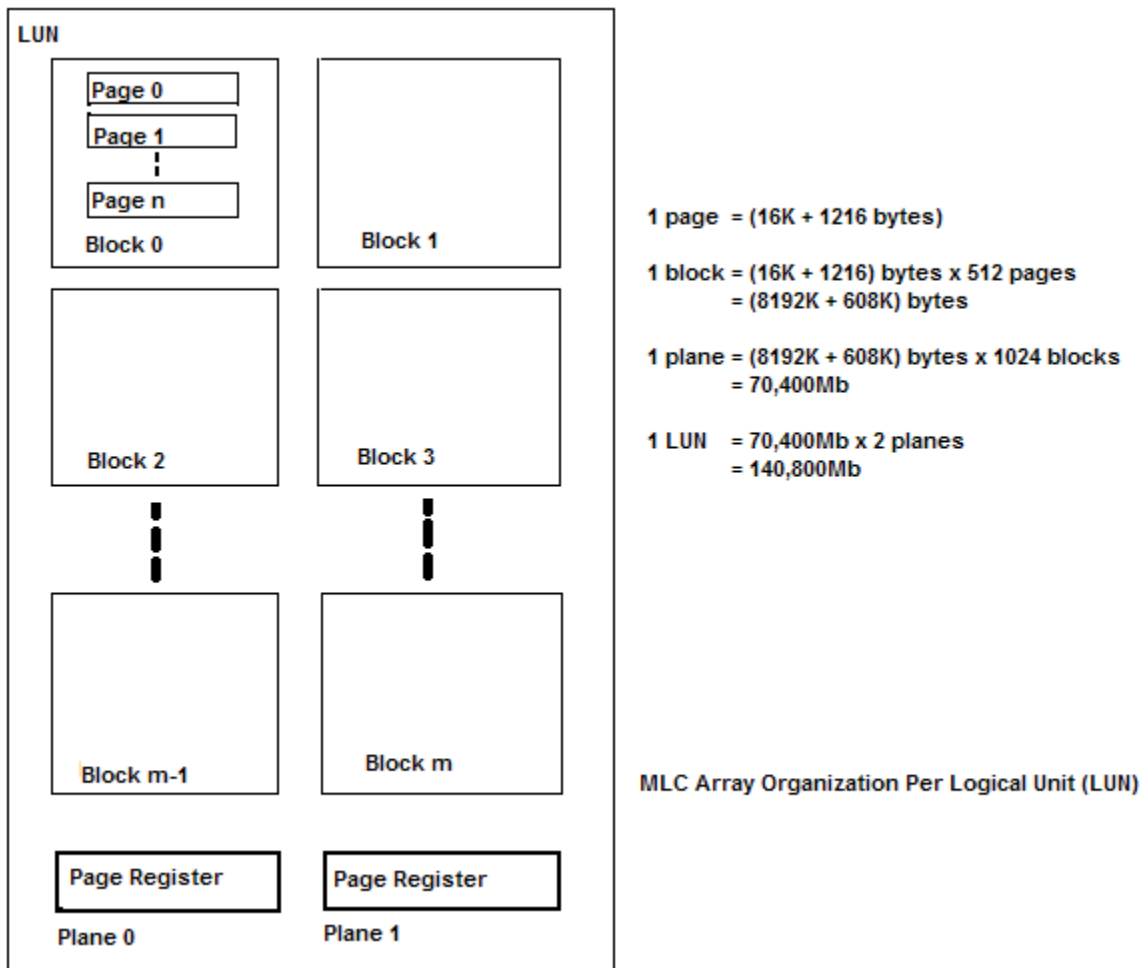 LUN
Page 0
Page 1
Page n
Block 0
Block 1
Block 2
Block 3
Block m-1
Block m
Page Register
Page Register
Plane 0
Plane 1
1 page = (16K + 1216 bytes)
1 block = (16K + 1216) bytes x 512 pages
= (8192K + 608K) bytes
1 plane = (8192K + 608K) bytes x 1024 blocks
= 70,400Mb
1 LUN = 70,400Mb x 2 planes
= 140,800Mb
MLC Array Organization Per Logical Unit (LUN)